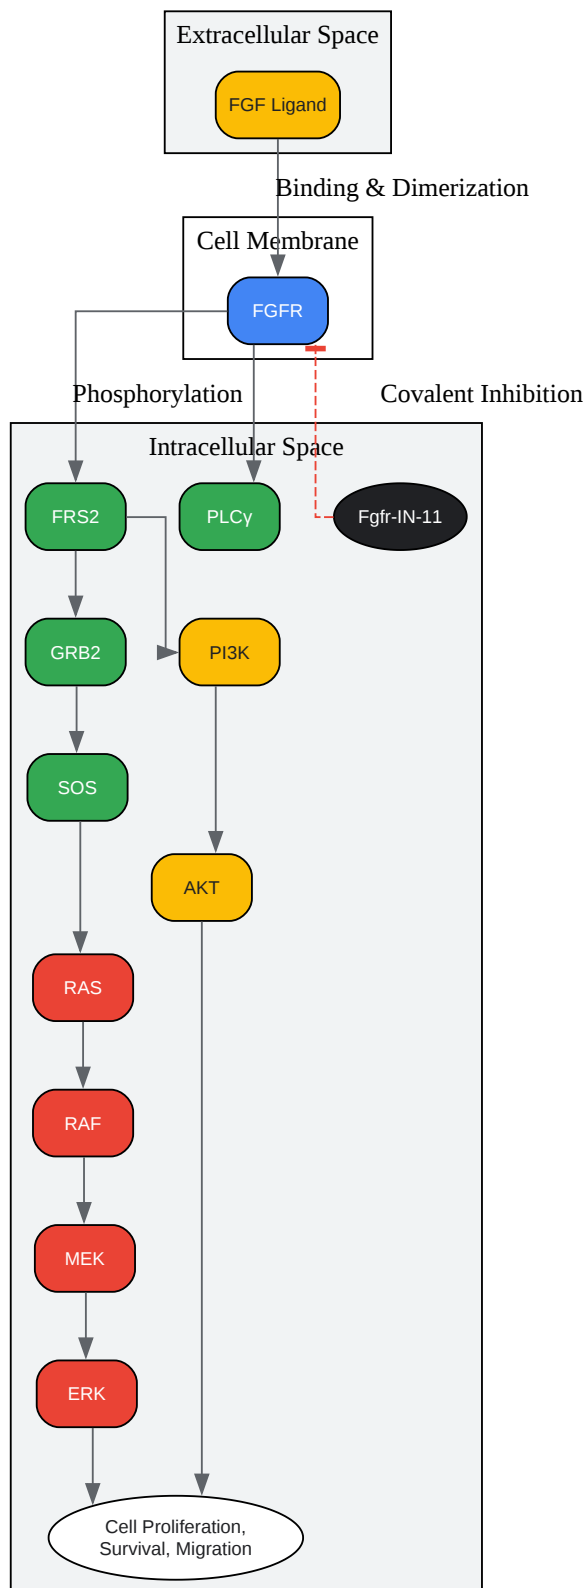 Extracellular Space
FGF Ligand
Binding & Dimerization
Cell Membrane
FGFR
Phosphorylation
Covalent Inhibition
Intracellular Space
FRS2
PLCγ
Fgfr-IN-11
GRB2
PI3K
SOS
AKT
RAS
RAF
MEK
ERK
Cell Proliferation,
Survival, Migration